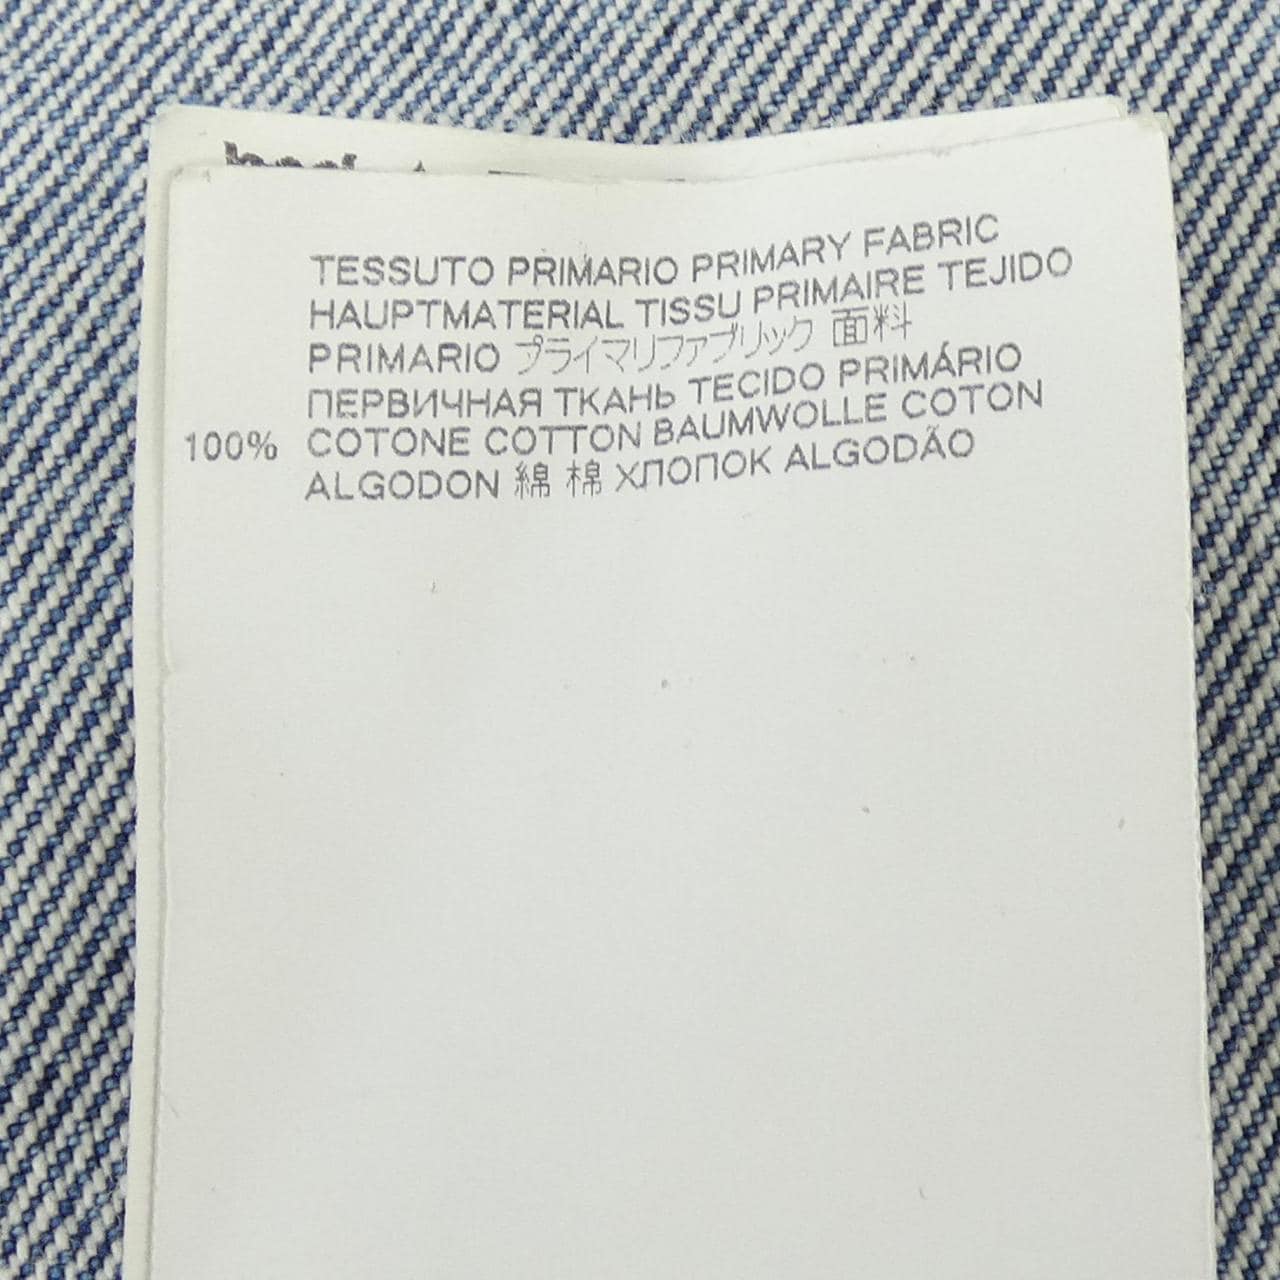 TESSUTO PRIMARIO PRIMARY FABRIC
HAUPTMATERIAL TISSU PRIMAIRE TEJIDO
PRIMARIO プライマリファブリック 面料
ПЕРВИЧНАЯ ТКАНЬ TECIDO PRIMÁRIO
100% COTONE COTTON BAUMWOLLE COTON
ALGODON 綿 棉 ХЛОПОК ALGODÃO